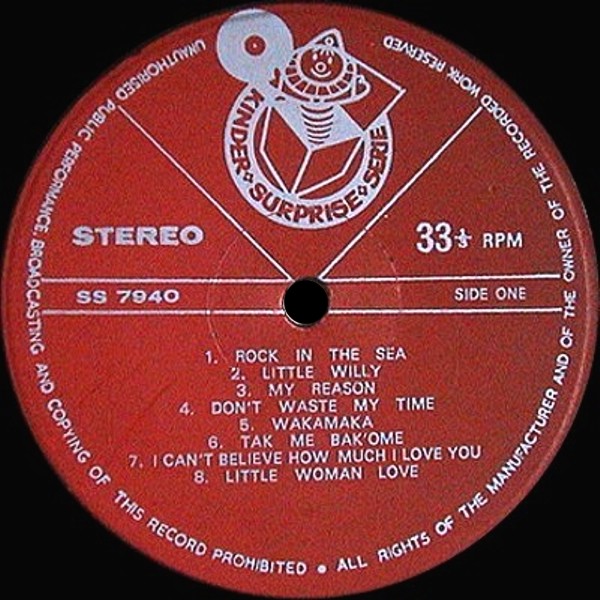 UNAUTHORISED PUBLIC PERFORMANCE, BROADCASTING AND COPYING OF THIS RECORD PROHIBITED • ALL RIGHTS OF THE MANUFACTURER AND OF THE OWNER OF THE RECORDED WORK RESERVED
KINDER SURPRISE SERIE
STEREO
33⅓ RPM
SS 7940
SIDE ONE
1. ROCK IN THE SEA
2. LITTLE WILLY
3. MY REASON
4. DON'T WASTE MY TIME
5. WAKAMAKA
6. TAK ME BAK'OME
7. I CAN'T BELIEVE HOW MUCH I LOVE YOU
8. LITTLE WOMAN LOVE